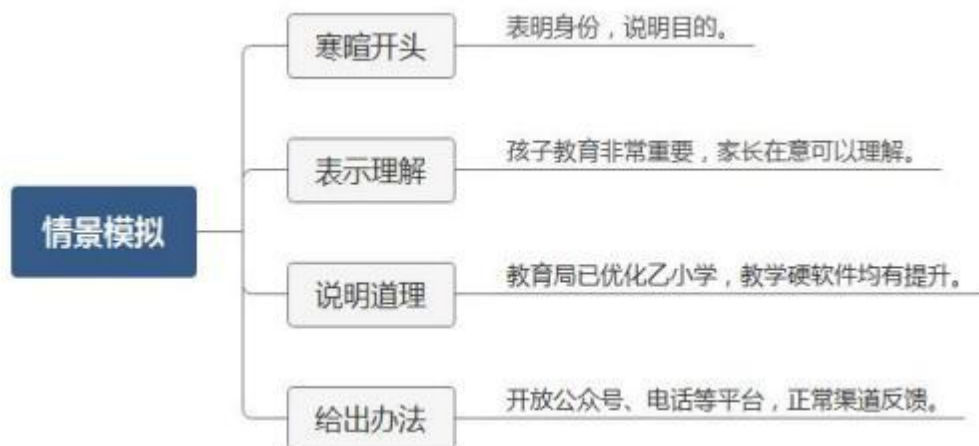 情景模拟
寒暄开头
表明身份，说明目的。
表示理解
孩子教育非常重要，家长在意可以理解。
说明道理
教育局已优化乙小学，教学硬软件均有提升。
给出办法
开放公众号、电话等平台，正常渠道反馈。